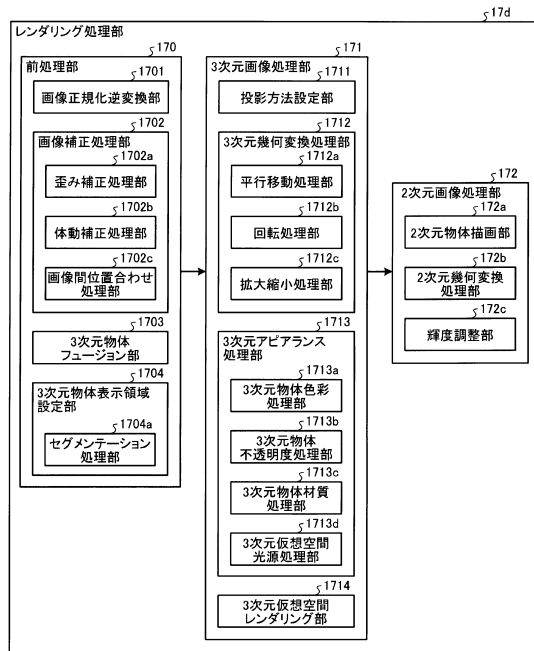 17d
レンダリング処理部
170
前処理部
1701
画像正規化逆変換部
1702
画像補正処理部
1702a
歪み補正処理部
1702b
体動補正処理部
1702c
画像間位置合わせ
処理部
1703
3次元物体
フュージョン部
1704
3次元物体表示領域
設定部
1704a
セグメンテーション
処理部
171
3次元画像処理部
1711
投影方法設定部
1712
3次元幾何変換処理部
1712a
平行移動処理部
1712b
回転処理部
1712c
拡大縮小処理部
1713
3次元アピアランス
処理部
1713a
3次元物体色彩
処理部
1713b
3次元物体
不透明度処理部
1713c
3次元物体材質
処理部
1713d
3次元仮想空間
光源処理部
1714
3次元仮想空間
レンダリング部
172
2次元画像処理部
172a
2次元物体描画部
172b
2次元幾何変換
処理部
172c
輝度調整部